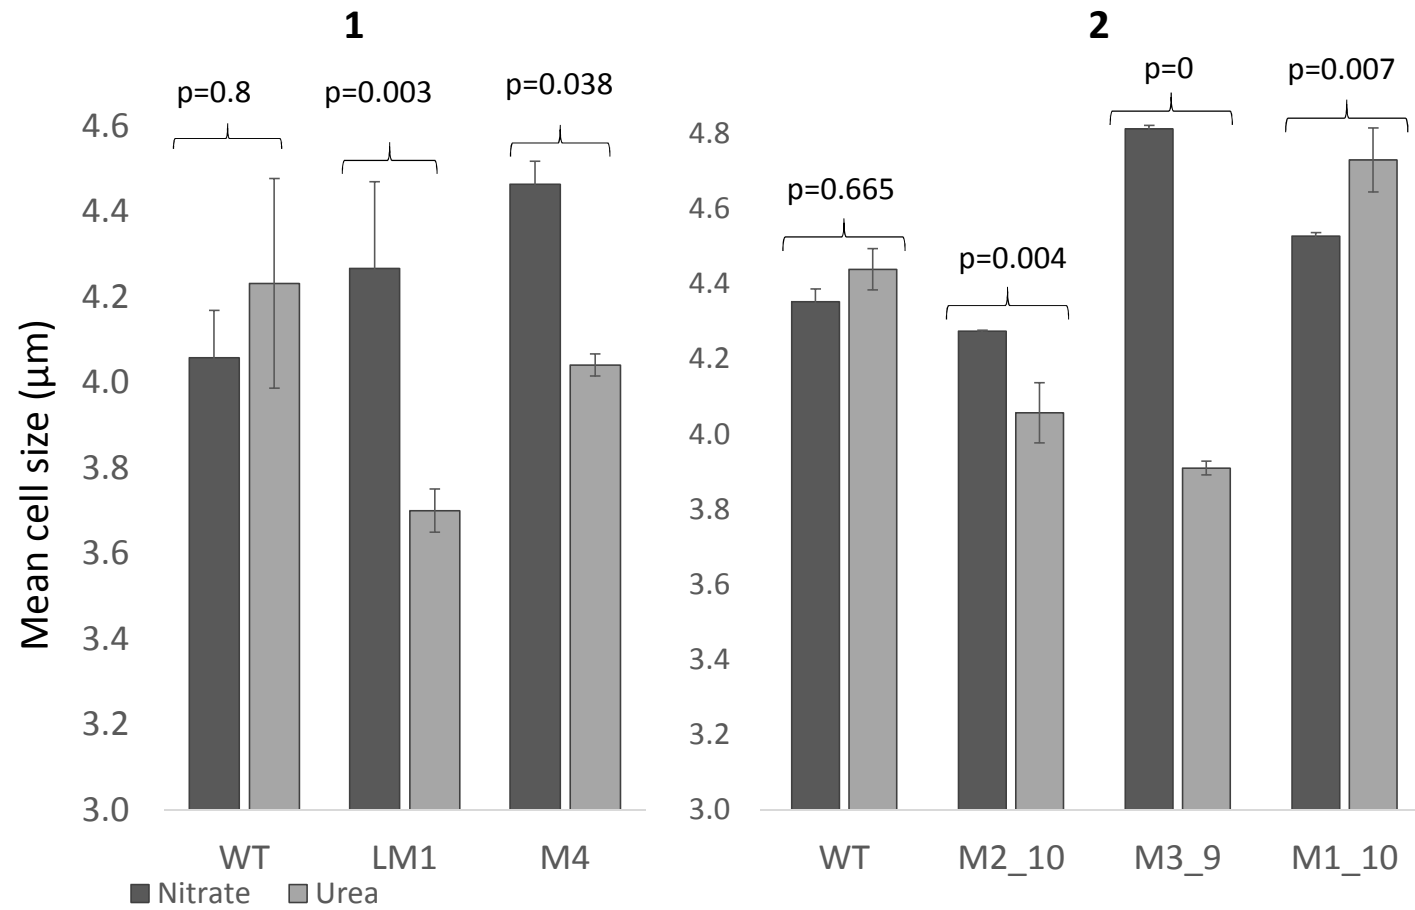 1
2
p=0.8
p=0.003
p=0.038
p=0.665
p=0.004
p=0
p=0.007
Mean cell size (µm)
4.6
4.4
4.2
4.0
3.8
3.6
3.4
3.2
3.0
4.8
4.6
4.4
4.2
4.0
3.8
3.6
3.4
3.2
3.0
WT LM1 M4
WT M2_10 M3_9 M1_10
Nitrate Urea